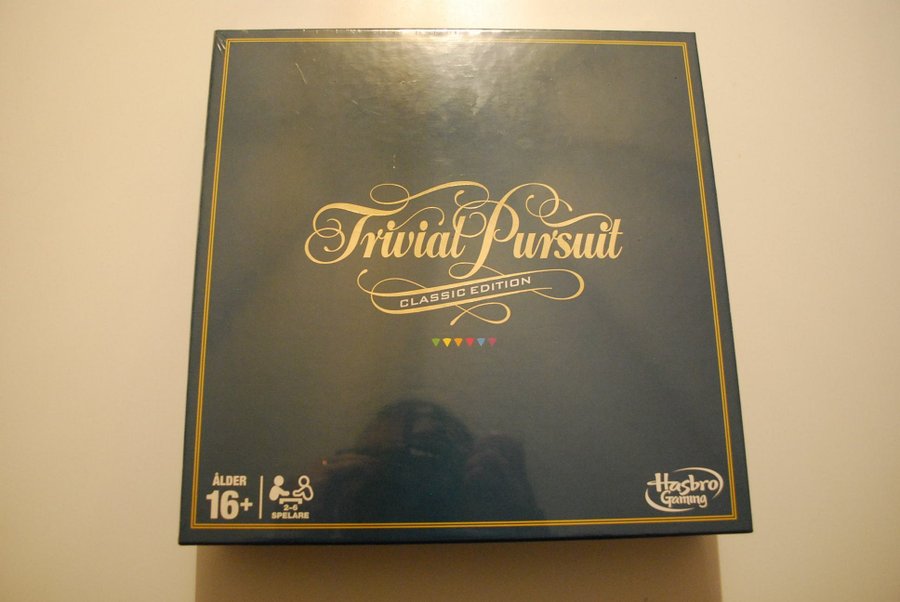 Trivial Pursuit
CLASSIC EDITION
ÅLDER
16+
2-6
SPELARE
Hasbro
Gaming